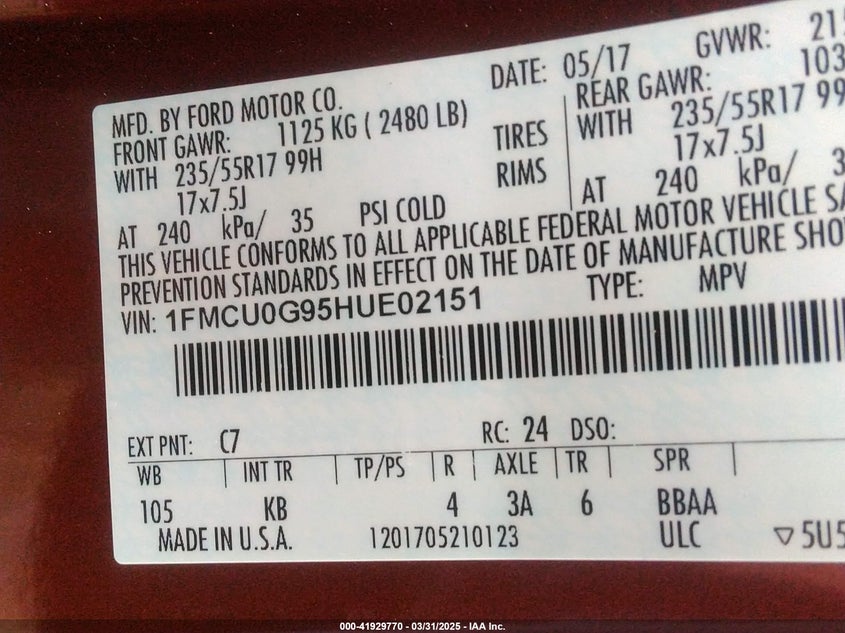 MFD. BY FORD MOTOR CO. DATE: 05/17 GVWR:
FRONT GAWR: 1125 KG ( 2480 LB) REAR GAWR:
WITH 235/55R17 99H TIRES WITH 235/55R17
17x7.5J RIMS 17x7.5J
AT 240 kPa/ 35 PSI COLD AT 240 kPa/
THIS VEHICLE CONFORMS TO ALL APPLICABLE FEDERAL MOTOR VEHICLE
PREVENTION STANDARDS IN EFFECT ON THE DATE OF MANUFACTURE
VIN: 1FMCU0G95HUE02151 TYPE: MPV
EXT PNT: C7 RC: 24 DSO:
WB INT TR TP/PS R AXLE TR SPR
105 KB 4 3A 6 BBAA
MADE IN U.S.A. 1201705210123 ULC 5U5
000-41929770 - 03/31/2025 - IAA Inc.